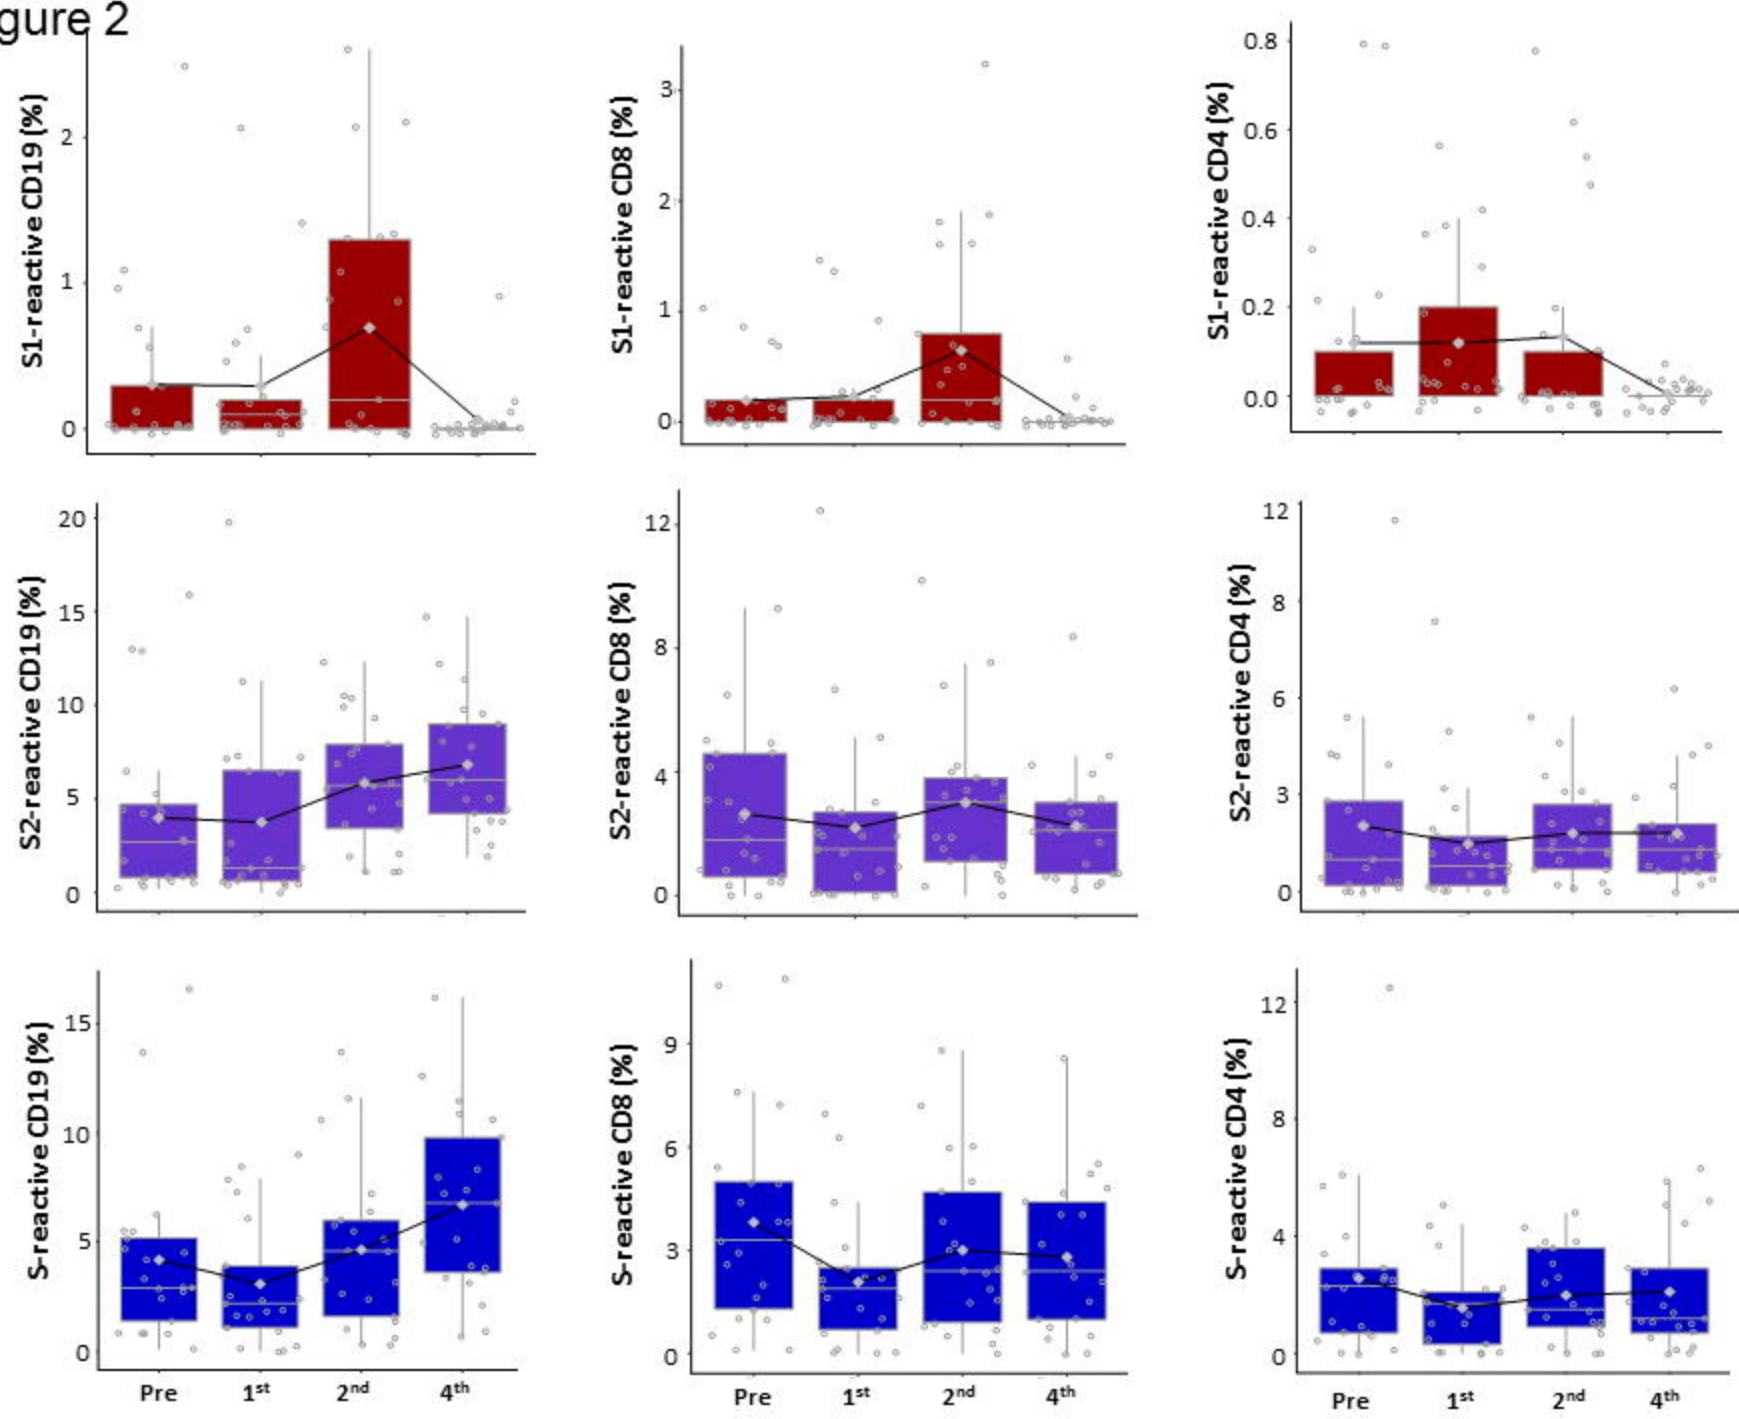 gure 2
S1-reactive CD19 (%)
2
1
0
S1-reactive CD8 (%)
3
2
1
0
S1-reactive CD4 (%)
0.8
0.6
0.4
0.2
0.0
S2-reactive CD19 (%)
20
15
10
5
0
S2-reactive CD8 (%)
12
8
4
0
S2-reactive CD4 (%)
12
8
6
3
0
S-reactive CD19 (%)
15
10
5
0
Pre 1st 2nd 4th
S-reactive CD8 (%)
9
6
3
0
Pre 1st 2nd 4th
S-reactive CD4 (%)
12
8
4
0
Pre 1st 2nd 4th